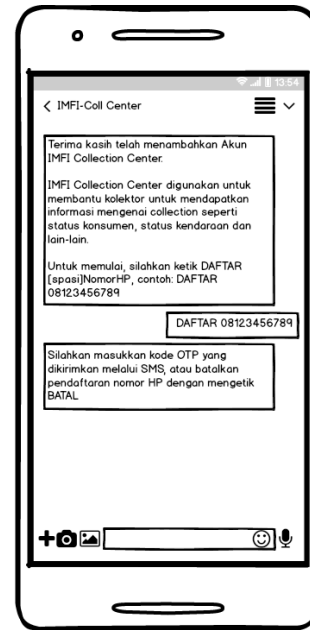 13:54
IMFI-Coll Center
Terima kasih telah menambahkan Akun
IMFI Collection Center.
IMFI Collection Center digunakan untuk
membantu kolektor untuk mendapatkan
informasi mengenai collection seperti
status konsumen, status kendaraan dan
lain-lain.
Untuk memulai, silahkan ketik DAFTAR
[spasi]NomorHP, contoh: DAFTAR
08123456789
DAFTAR 08123456789
Silahkan masukkan kode OTP yang
dikirimkan melalui SMS, atau batalkan
pendaftaran nomor HP dengan mengetik
BATAL